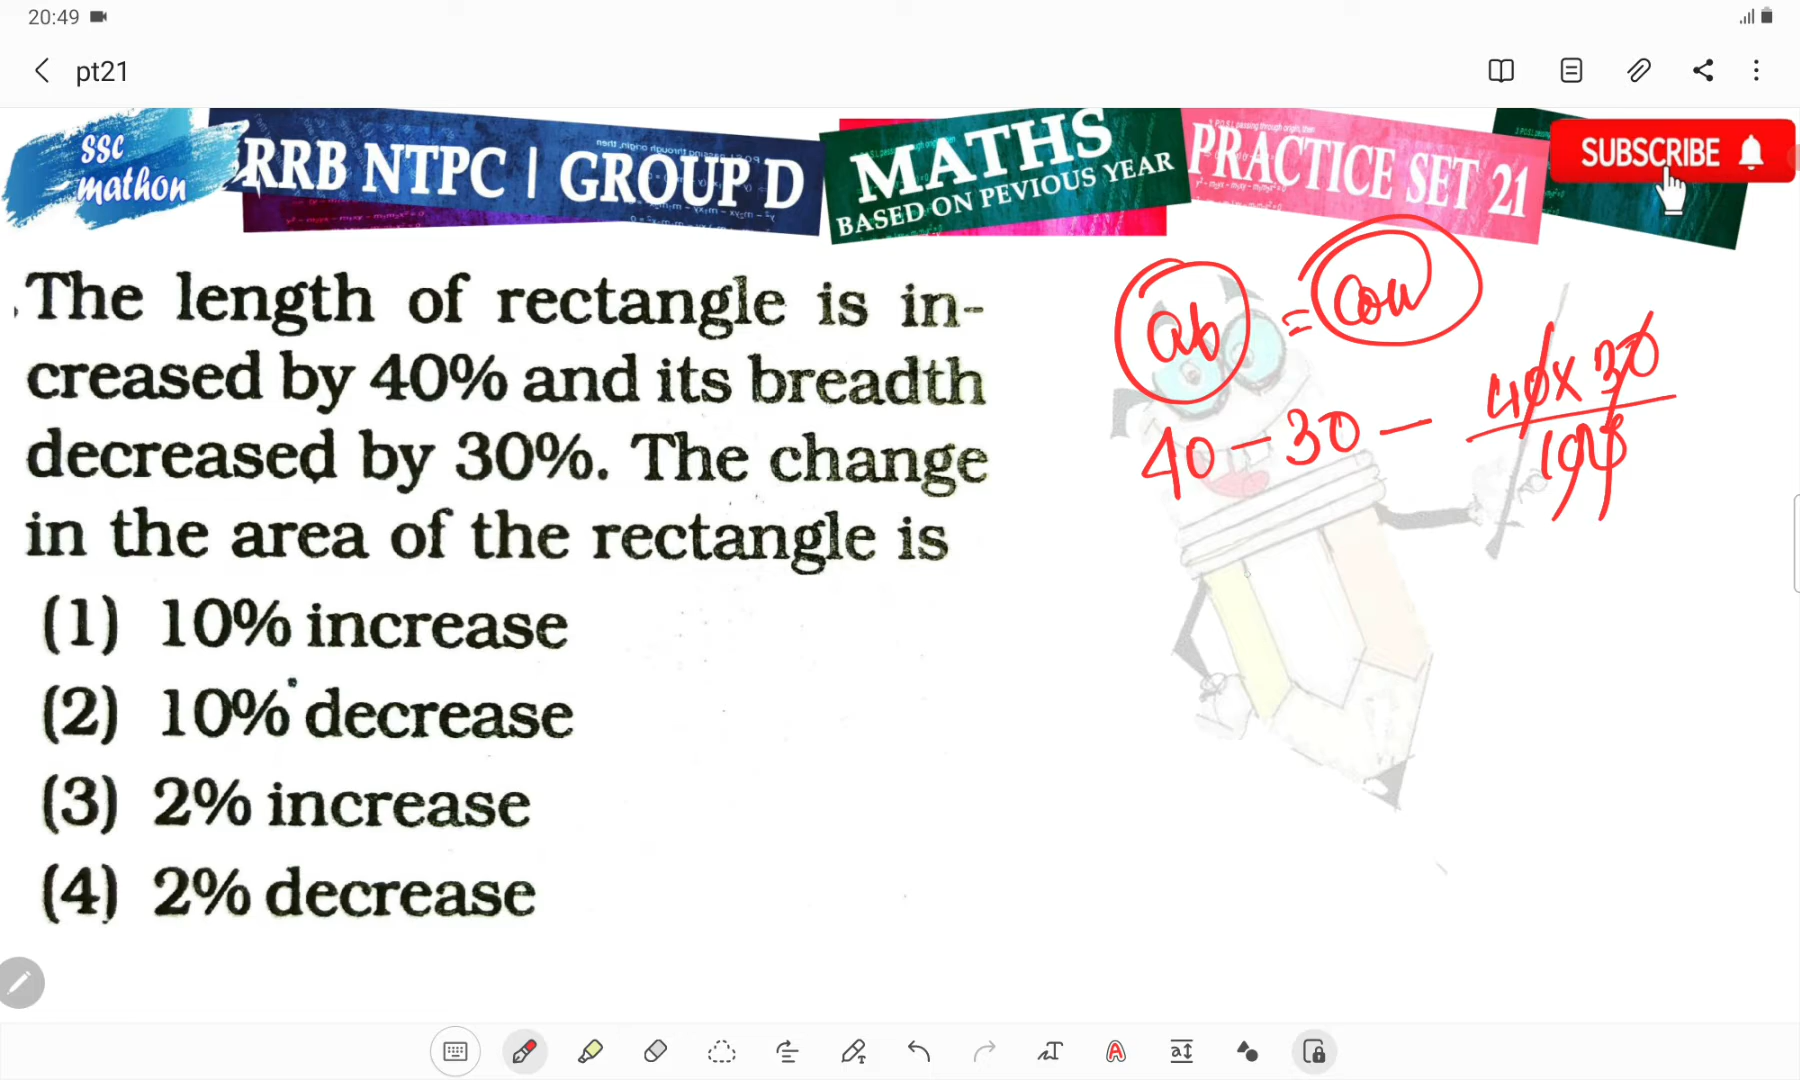 20:49
pt21
SSC
mathon
RRB NTPC | GROUP D
MATHS
BASED ON PEVIOUS YEAR
PRACTICE SET 21
SUBSCRIBE
The length of rectangle is in-
creased by 40% and its breadth
decreased by 30%. The change
in the area of the rectangle is
(1) 10% increase
(2) 10% decrease
(3) 2% increase
(4) 2% decrease
ab =
40 - 30 - 40 x 30
100